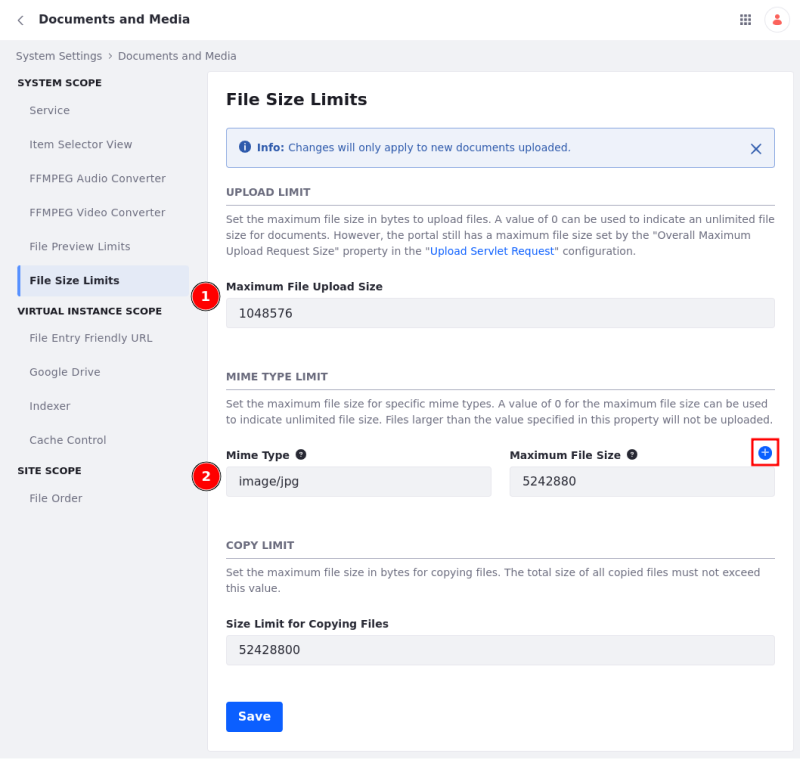 Documents and Media
System Settings › Documents and Media
SYSTEM SCOPE
Service
Item Selector View
FFMPEG Audio Converter
FFMPEG Video Converter
File Preview Limits
File Size Limits
VIRTUAL INSTANCE SCOPE
File Entry Friendly URL
Google Drive
Indexer
Cache Control
SITE SCOPE
File Order
File Size Limits
Info: Changes will only apply to new documents uploaded.
UPLOAD LIMIT
Set the maximum file size in bytes to upload files. A value of 0 can be used to indicate an unlimited file
size for documents. However, the portal still has a maximum file size set by the "Overall Maximum
Upload Request Size" property in the "Upload Servlet Request" configuration.
1
Maximum File Upload Size
1048576
MIME TYPE LIMIT
Set the maximum file size for specific mime types. A value of 0 for the maximum file size can be used
to indicate unlimited file size. Files larger than the value specified in this property will not be uploaded.
2
Mime Type ? Maximum File Size ?
image/jpg 5242880
COPY LIMIT
Set the maximum file size in bytes for copying files. The total size of all copied files must not exceed
this value.
Size Limit for Copying Files
52428800
Save